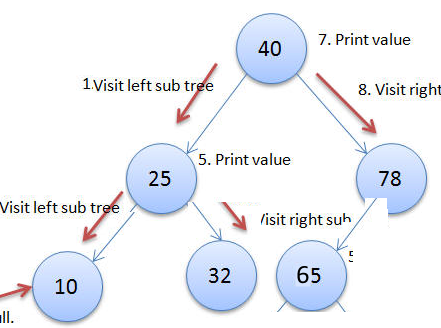 40
7. Print value
1.Visit left sub tree
8. Visit right
5. Print value
25
78
Visit left sub tree
Visit right sub
10
32
65
5
ull.